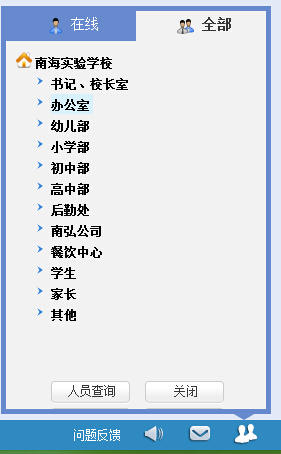 在线 全部
南海实验学校
书记、校长室
办公室
幼儿部
小学部
初中部
高中部
后勤处
南弘公司
餐饮中心
学生
家长
其他
人员查询 关闭
问题反馈